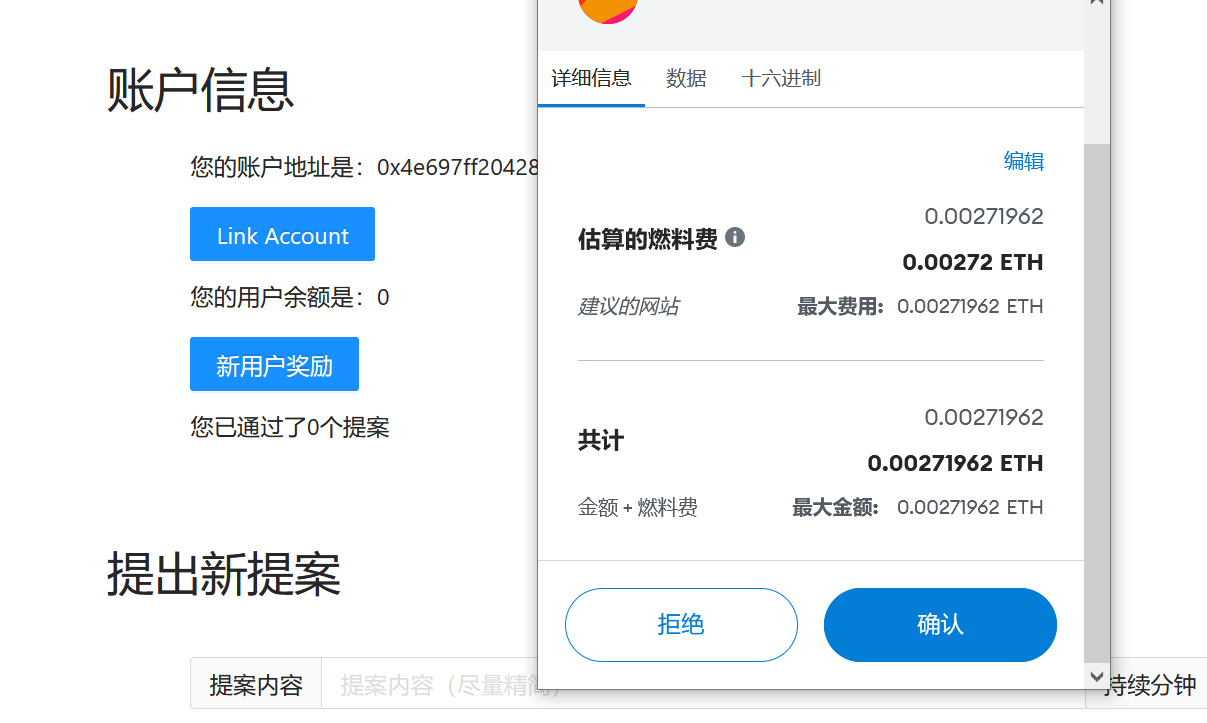 账户信息
您的账户地址是：0x4e697ff20428
Link Account
您的用户余额是：0
新用户奖励
您已通过了0个提案
提出新提案
提案内容
提案内容（尽量精简）
持续分钟
详细信息 数据 十六进制
编辑
0.00271962
估算的燃料费
0.00272 ETH
建议的网站 最大费用: 0.00271962 ETH
0.00271962
共计
0.00271962 ETH
金额 + 燃料费 最大金额: 0.00271962 ETH
拒绝 确认